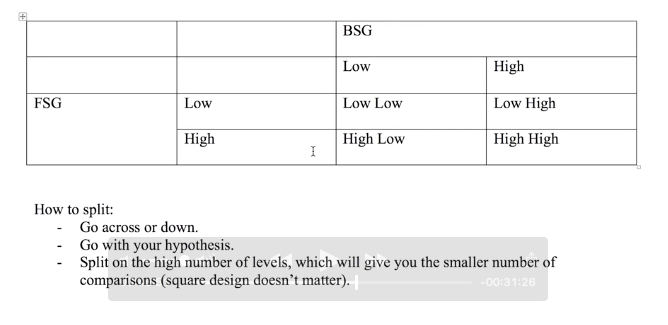 BSG
Low High
FSG Low Low Low Low High
High High Low High High
How to split:
- Go across or down.
- Go with your hypothesis.
- Split on the high number of levels, which will give you the smaller number of
comparisons (square design doesn't matter).
-00:31:26